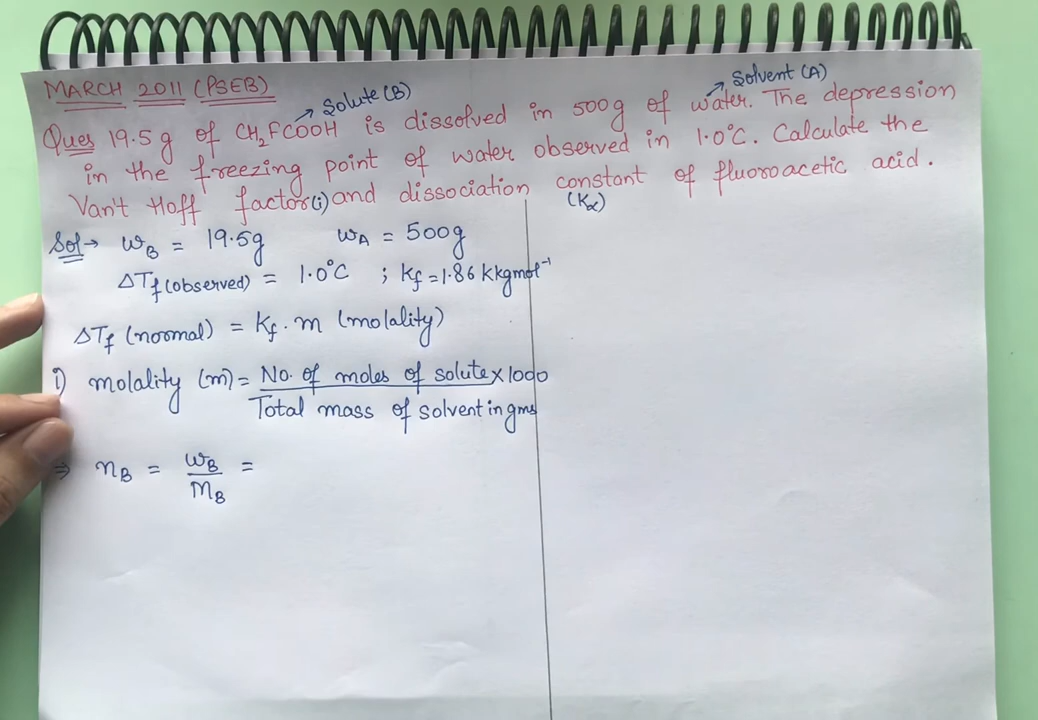 MARCH 2011 (PSEB)
→ Solute (B)
→ Solvent (A)
Ques 19.5 g of CH₂FCOOH is dissolved in 500g of water. The depression
in the freezing point of water observed in 1.0°C. Calculate the
Van't Hoff factor (i) and dissociation constant of fluoroacetic acid.
(Kα)
Sol → wB = 19.5g wA = 500g
ΔTf (observed) = 1.0°C ; Kf = 1.86 K kg mol⁻¹
ΔTf (normal) = Kf . m (molality)
i) molality (m) = No. of moles of solute × 1000
Total mass of solvent in gms
⇒ nB = wB =
MB